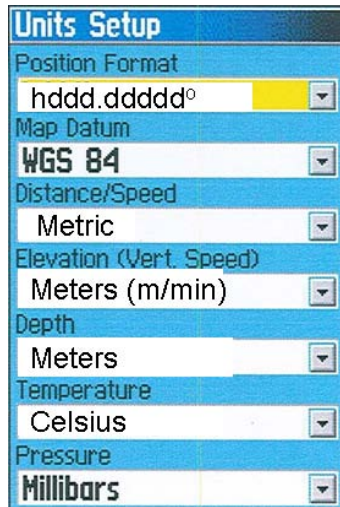 Units Setup
Position Format
hddd.ddddd°
Map Datum
WGS 84
Distance/Speed
Metric
Elevation (Vert. Speed)
Meters (m/min)
Depth
Meters
Temperature
Celsius
Pressure
Millibars